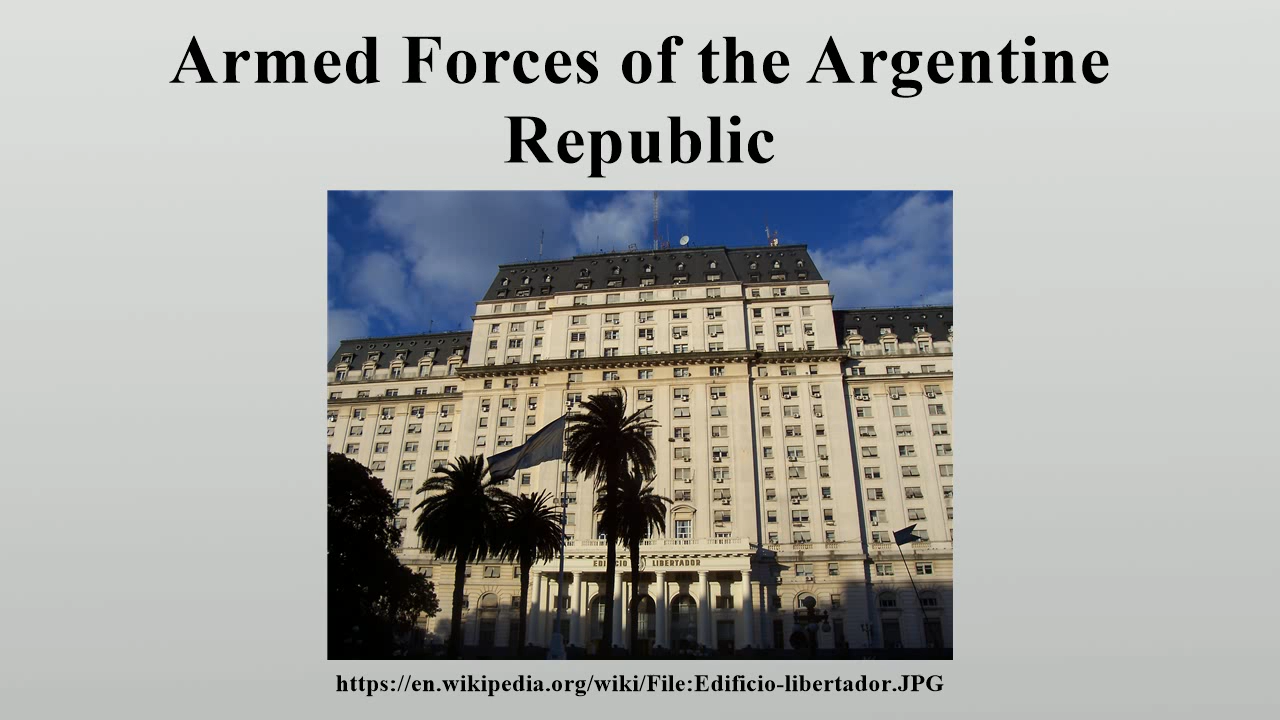 Armed Forces of the Argentine
Republic
EDIFICIO LIBERTADOR
https://en.wikipedia.org/wiki/File:Edificio-libertador.JPG